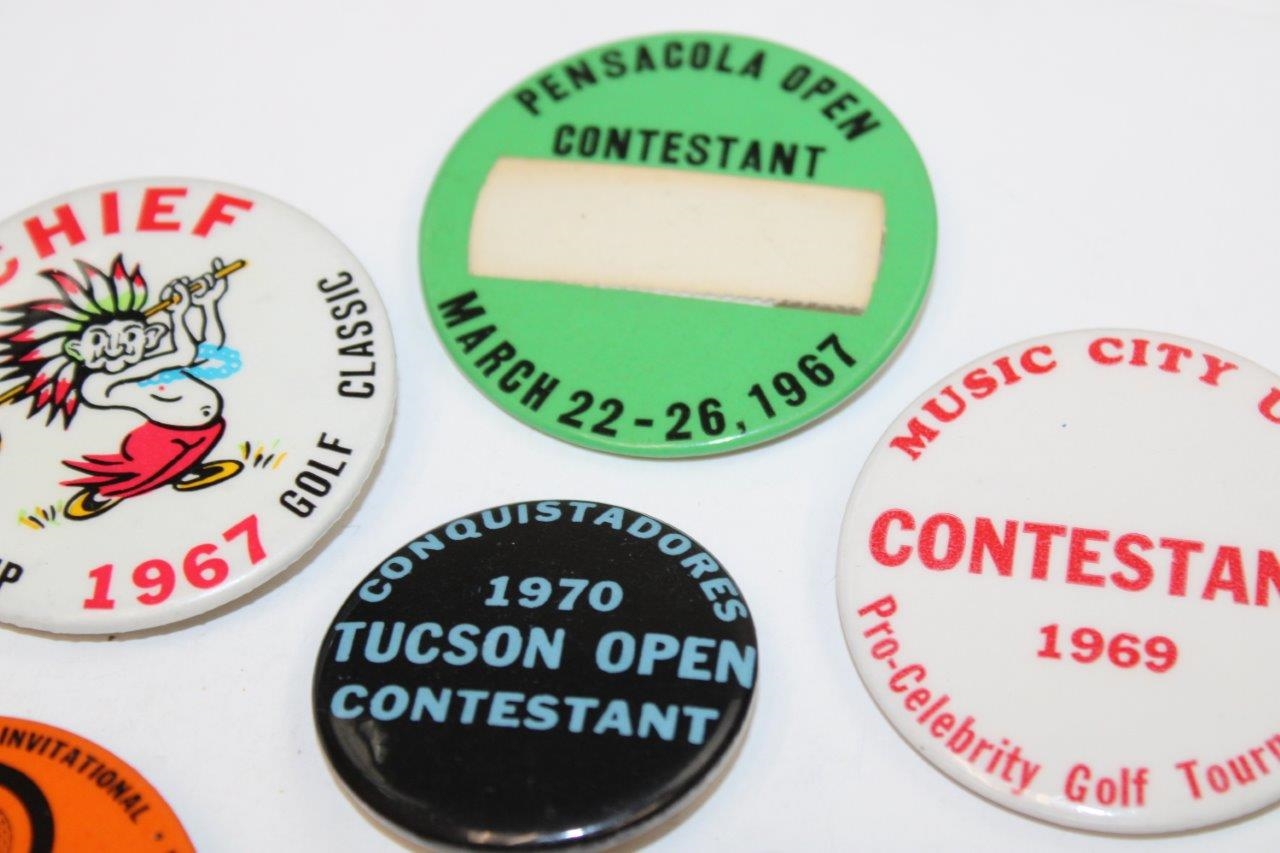 PENSACOLA OPEN
CONTESTANT
MARCH 22-26, 1967
CHIEF
GOLF CLASSIC
1967
CONQUISTADORES
1970
TUCSON OPEN
CONTESTANT
MUSIC CITY U
CONTESTAN
1969
Pro-Celebrity Golf Tourn
INVITATIONAL